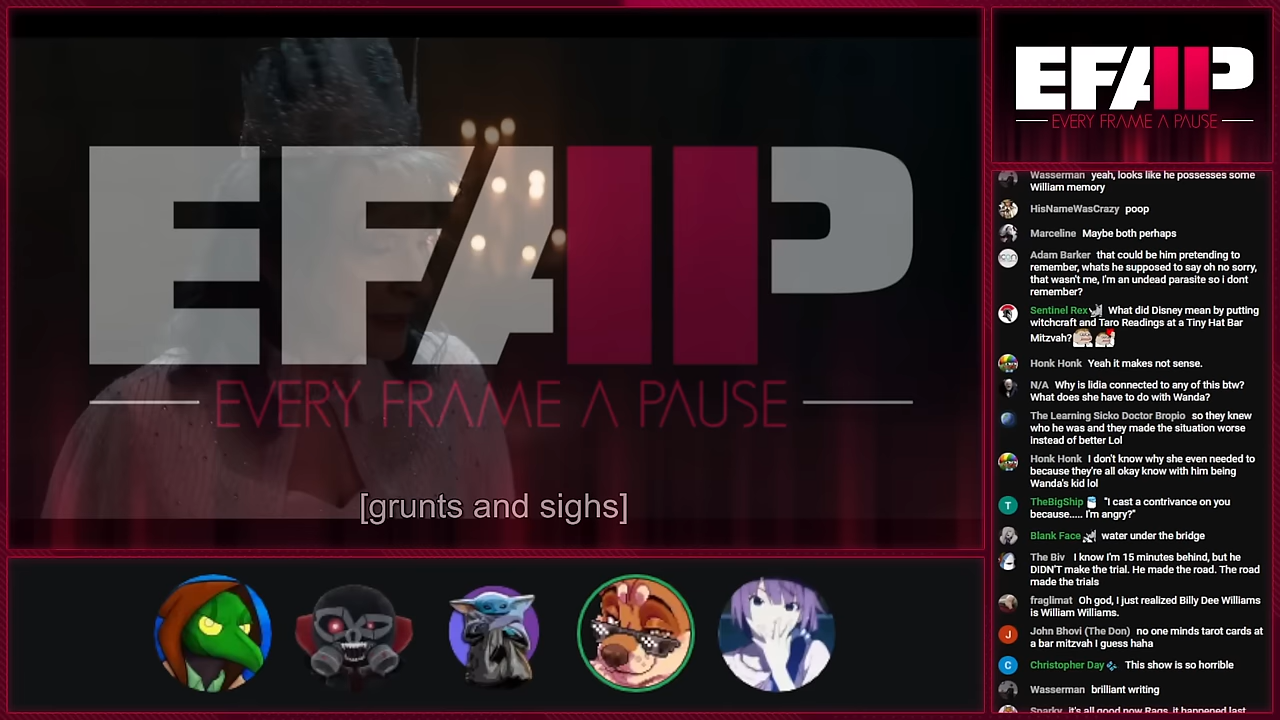 EFAP
EVERY FRAME A PAUSE
[grunts and sighs]
EFAP
EVERY FRAME A PAUSE
Wasserman yeah, looks like he possesses some
William memory
HisNameWasCrazy poop
Marceline Maybe both perhaps
Adam Barker that could be him pretending to
remember, whats he supposed to say oh no sorry,
that wasn't me, I'm an undead parasite so i dont
remember?
Sentinel Rex What did Disney mean by putting
witchcraft and Taro Readings at a Tiny Hat Bar
Mitzvah?
Honk Honk Yeah it makes not sense.
N/A Why is lidia connected to any of this btw?
What does she have to do with Wanda?
The Learning Sicko Doctor Bropio so they knew
who he was and they made the situation worse
instead of better Lol
Honk Honk I don't know why she even needed to
because they're all okay know with him being
Wanda's kid lol
T
TheBigShip "I cast a contrivance on you
because..... I'm angry?"
Blank Face water under the bridge
The Biv I know I'm 15 minutes behind, but he
DIDN'T make the trial. He made the road. The road
made the trials
fraglimat Oh god, I just realized Billy Dee Williams
is William Williams.
J
John Bhovi (The Don) no one minds tarot cards at
a bar mitzvah I guess haha
C
Christopher Day This show is so horrible
Wasserman brilliant writing
Sparky it's all good now Rags, it happened last